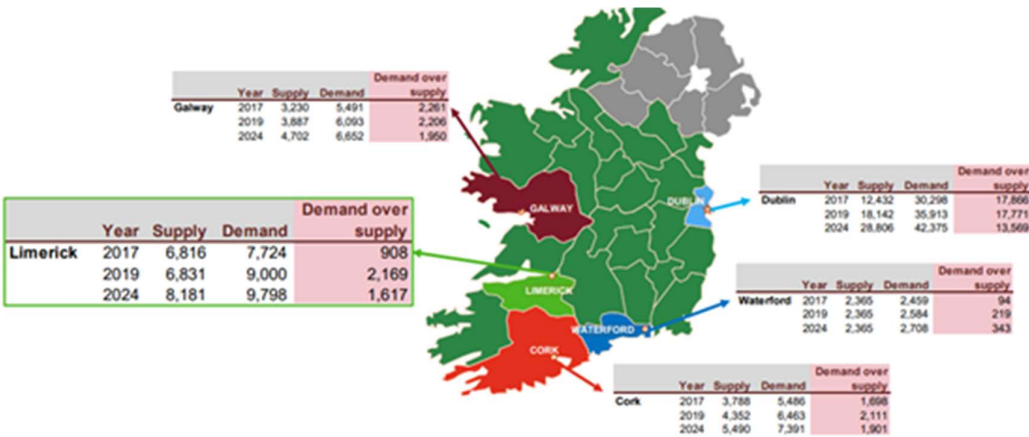 Demand over
Year Supply Demand supply
Galway 2017 3,230 5,491 2,261
2019 3,887 6,093 2,206
2024 4,702 6,652 1,950
Demand over
Year Supply Demand supply
Limerick 2017 6,816 7,724 908
2019 6,831 9,000 2,169
2024 8,181 9,798 1,617
GALWAY
DUBLIN
LIMERICK
WATERFORD
CORK
Demand over
Year Supply Demand supply
Dublin 2017 12,432 30,298 17,866
2019 18,142 35,913 17,771
2024 28,806 42,375 13,569
Demand over
Year Supply Demand supply
Waterford 2017 2,365 2,459 94
2019 2,365 2,584 219
2024 2,365 2,708 343
Demand over
Year Supply Demand supply
Cork 2017 3,788 5,486 1,698
2019 4,352 6,463 2,111
2024 5,490 7,391 1,901